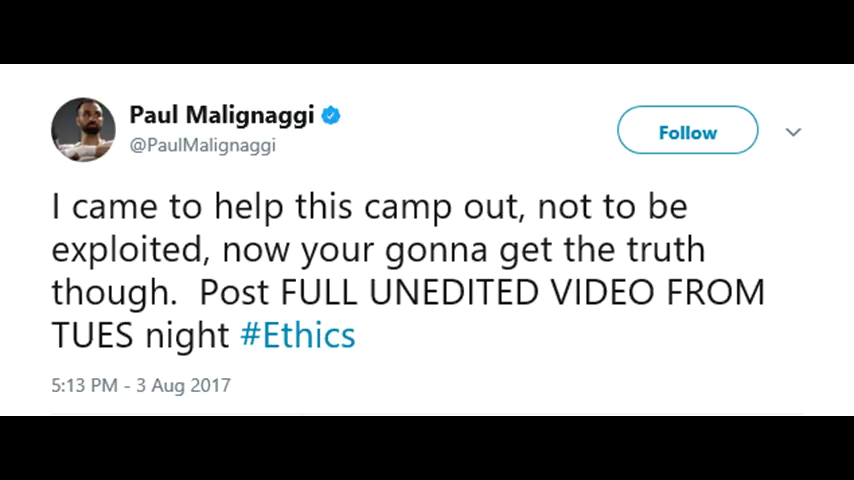 Paul Malignaggi
@PaulMalignaggi
Follow
I came to help this camp out, not to be
exploited, now your gonna get the truth
though.  Post FULL UNEDITED VIDEO FROM
TUES night #Ethics
5:13 PM - 3 Aug 2017